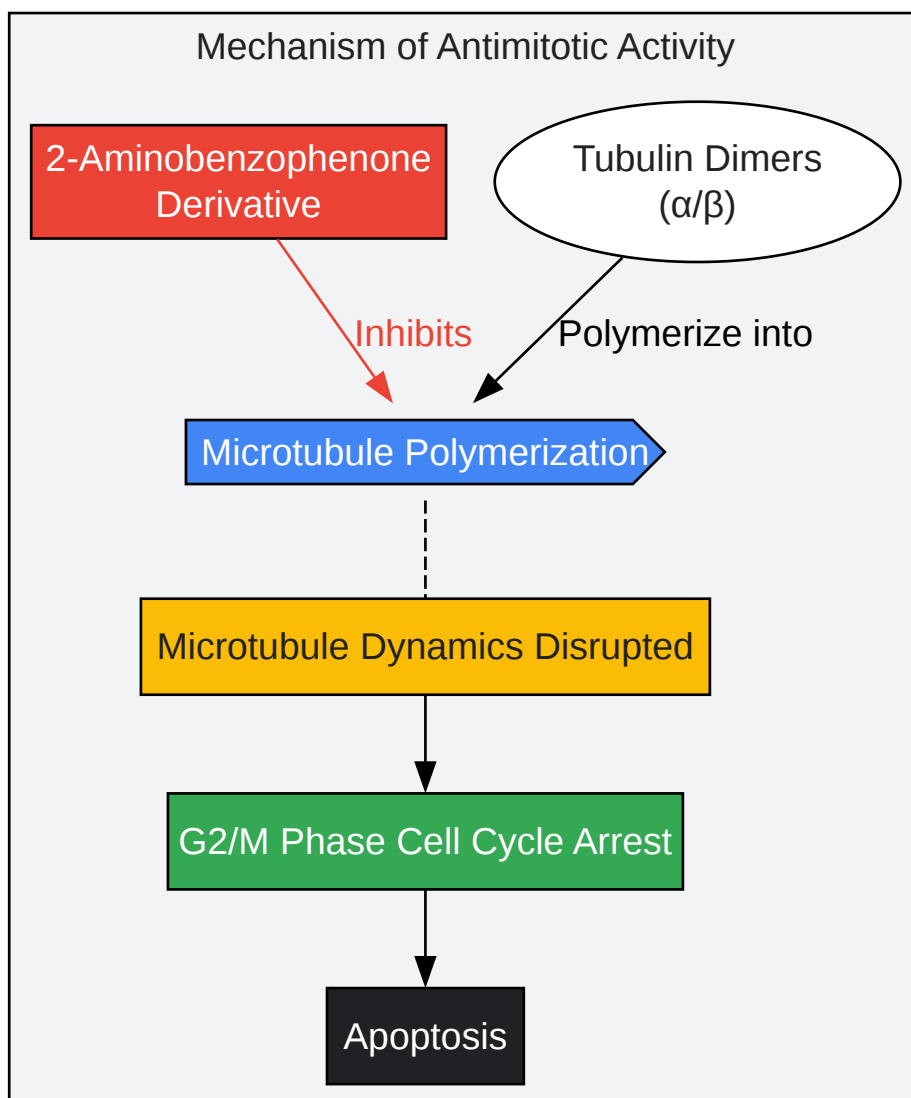 Mechanism of Antimitotic Activity
2-Aminobenzophenone
Derivative
Tubulin Dimers
(α/β)
Inhibits
Polymerize into
Microtubule Polymerization
Microtubule Dynamics Disrupted
G2/M Phase Cell Cycle Arrest
Apoptosis